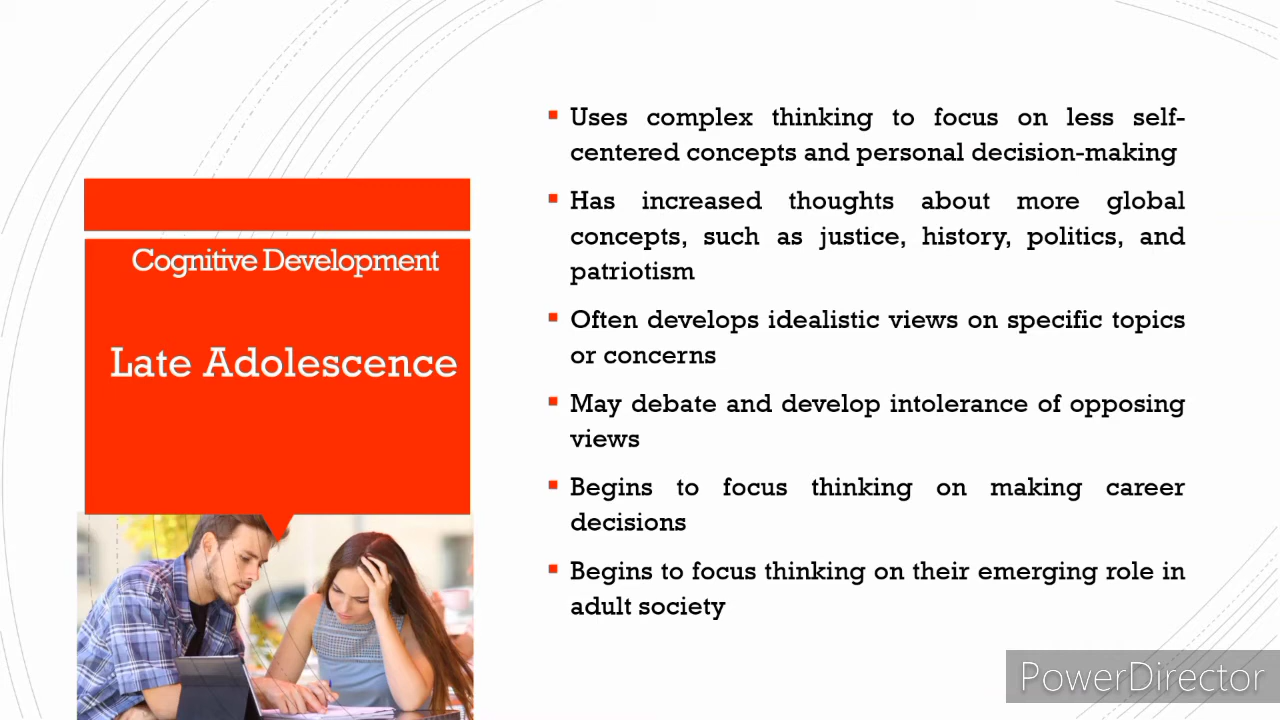 Cognitive Development
Late Adolescence
▪ Uses complex thinking to focus on less self-
centered concepts and personal decision-making
▪ Has increased thoughts about more global
concepts, such as justice, history, politics, and
patriotism
▪ Often develops idealistic views on specific topics
or concerns
▪ May debate and develop intolerance of opposing
views
▪ Begins to focus thinking on making career
decisions
▪ Begins to focus thinking on their emerging role in
adult society
PowerDirector